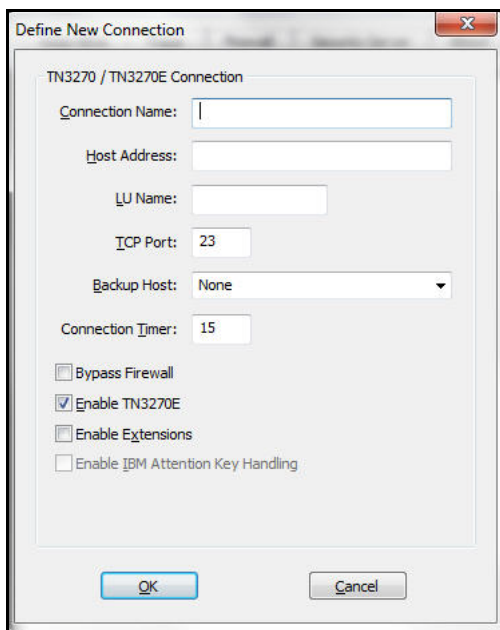 Define New Connection
TN3270 / TN3270E Connection
Connection Name:
Host Address:
LU Name:
TCP Port: 23
Backup Host: None
Connection Timer: 15
Bypass Firewall
Enable TN3270E
Enable Extensions
Enable IBM Attention Key Handling
OK Cancel